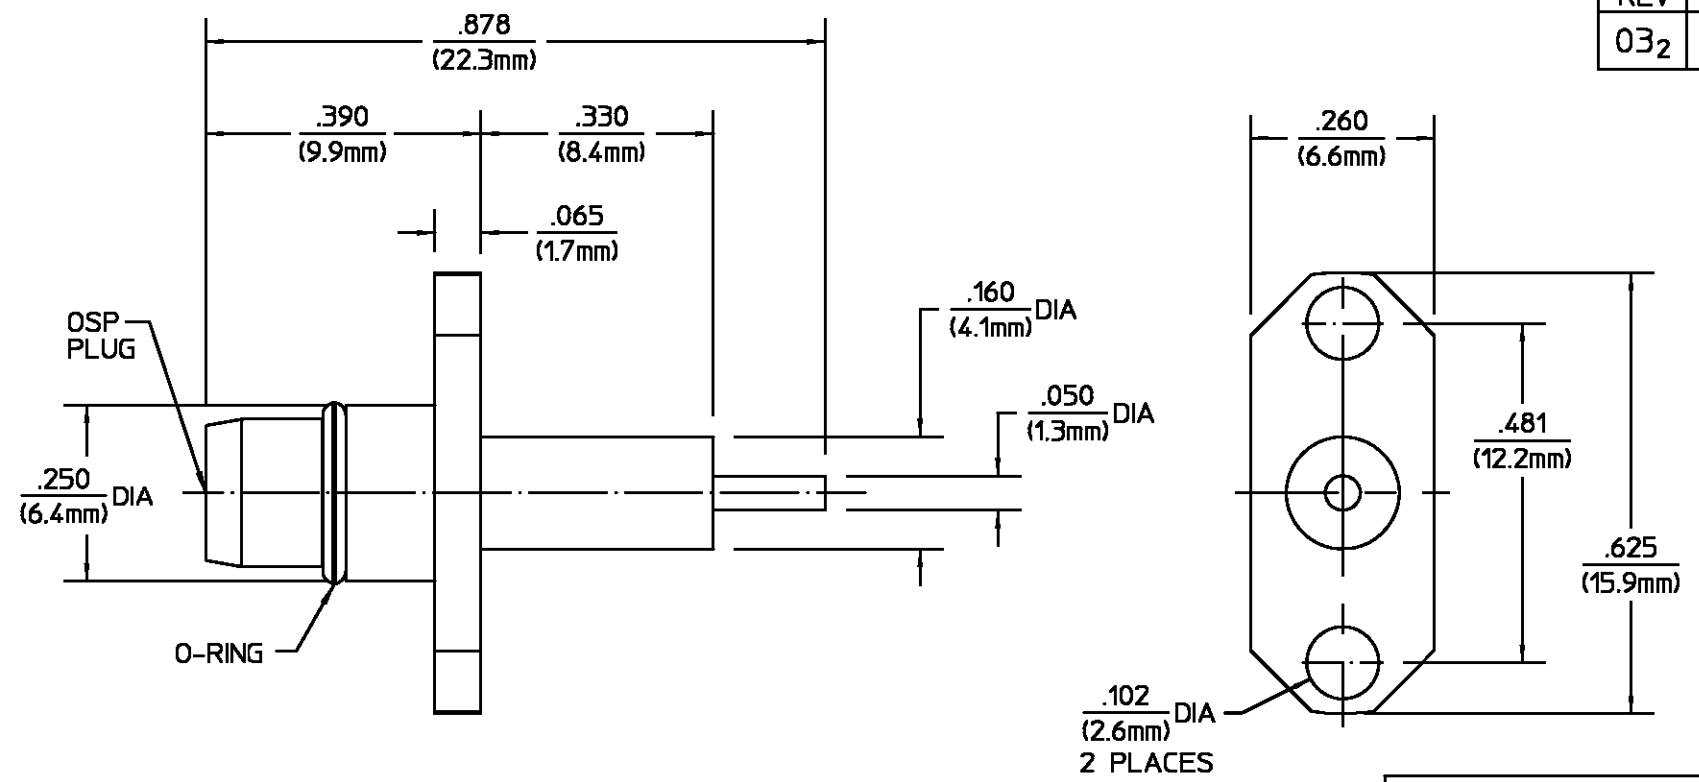 REV
03₂
.878
(22.3mm)
.390
(9.9mm)
.330
(8.4mm)
.260
(6.6mm)
.065
(1.7mm)
OSP
PLUG
.160
(4.1mm) DIA
.050
(1.3mm) DIA
.481
(12.2mm)
.250
(6.4mm) DIA
.625
(15.9mm)
O-RING
.102
(2.6mm) DIA
2 PLACES